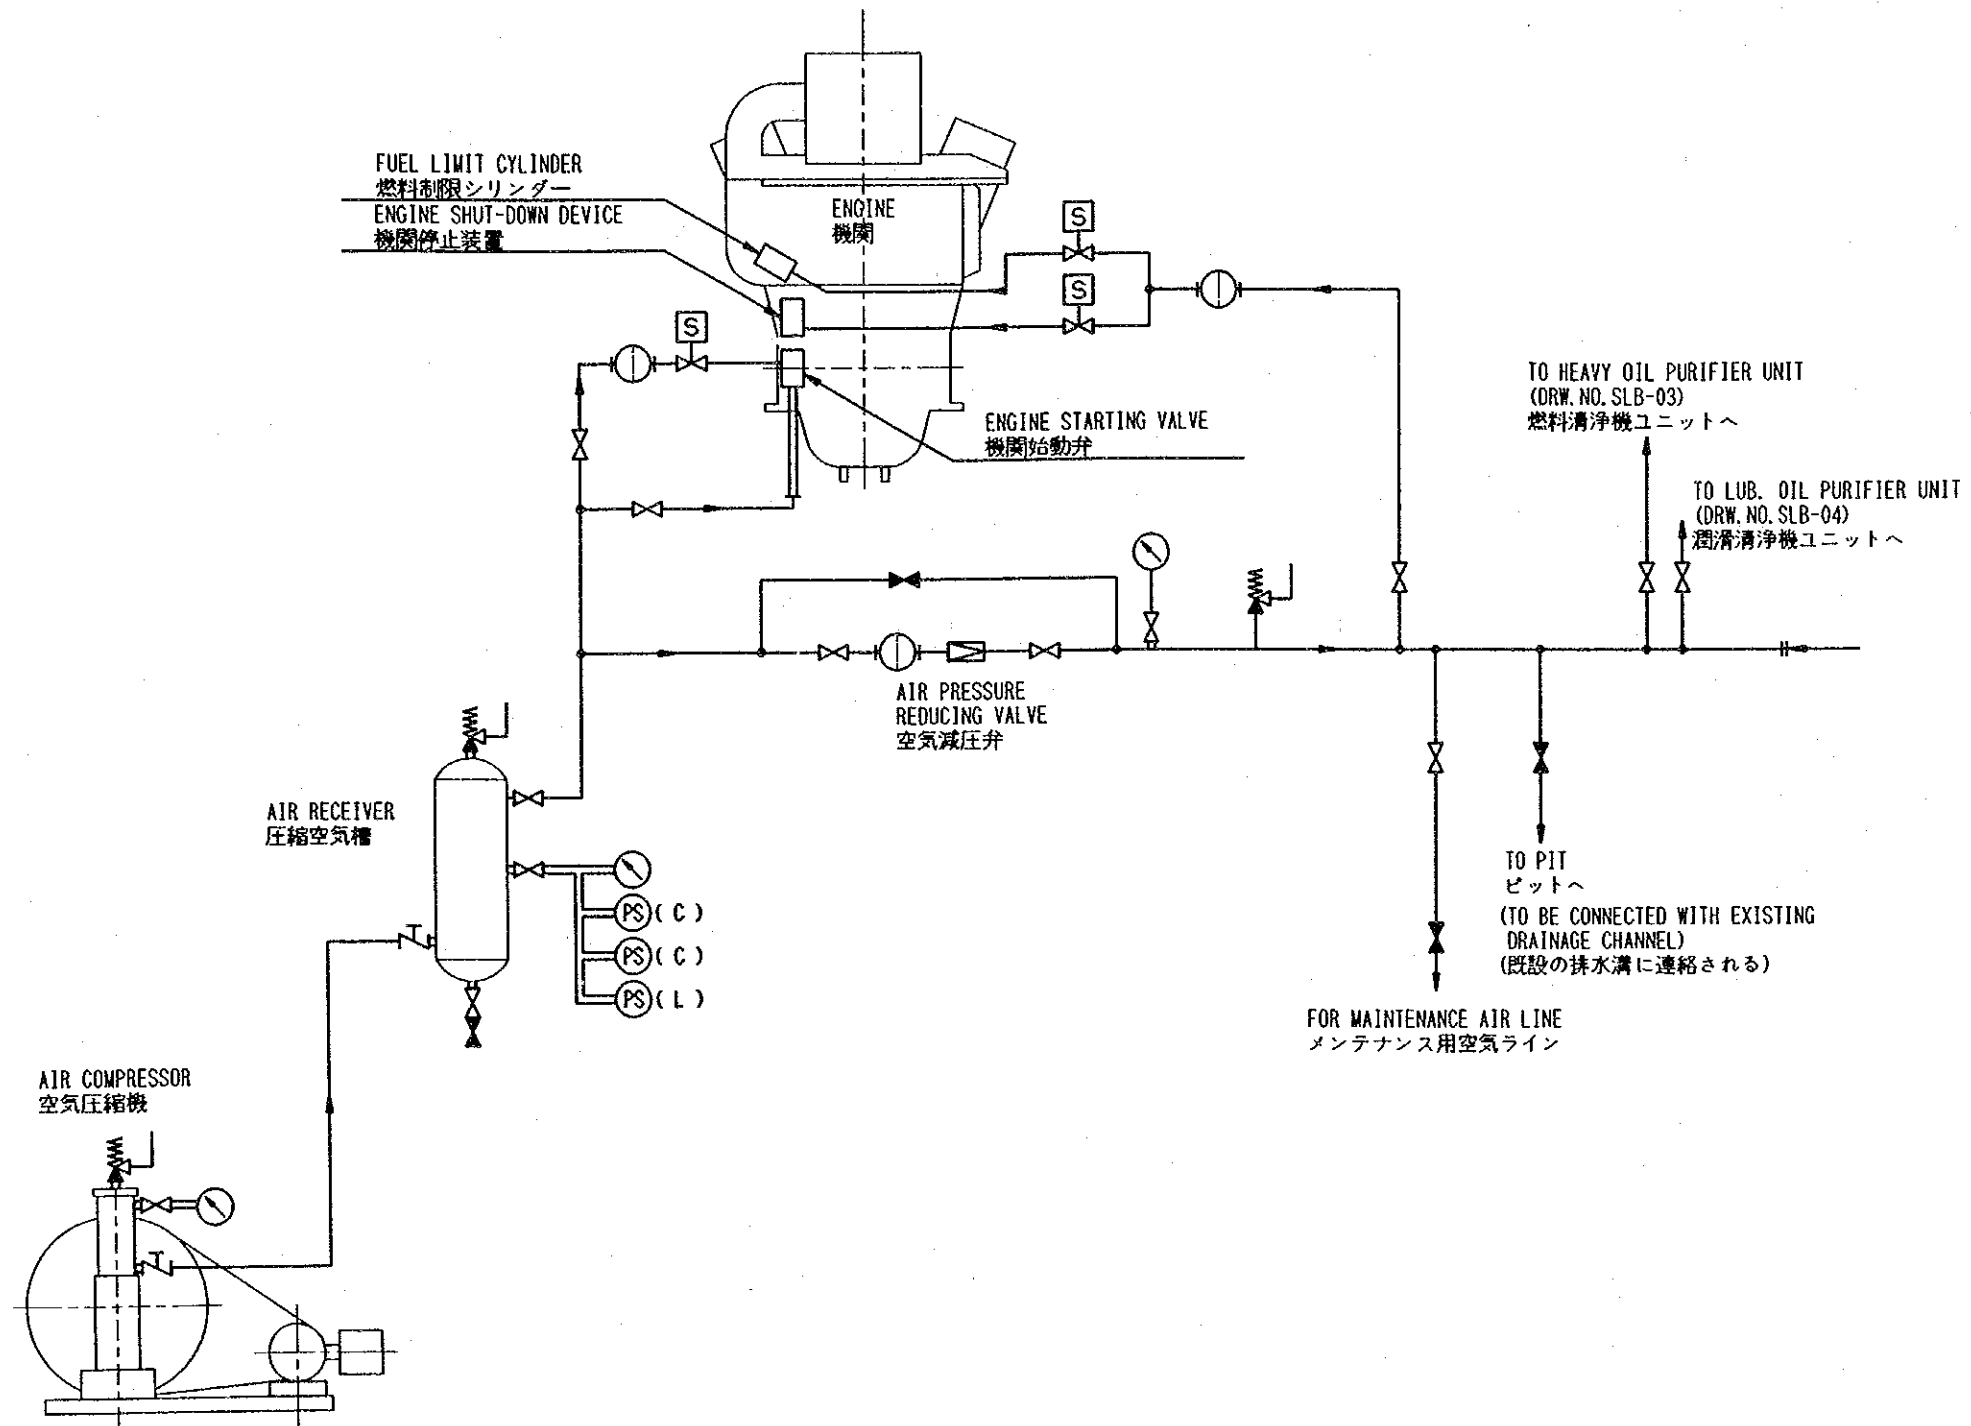 FUEL LIMIT CYLINDER
燃料制限シリンダー
ENGINE SHUT-DOWN DEVICE
機関停止装置
ENGINE
機関
S
S
S
ENGINE STARTING VALVE
機関始動弁
TO HEAVY OIL PURIFIER UNIT
(DRW.NO.SLB-03)
燃料清浄機ユニットへ
TO LUB. OIL PURIFIER UNIT
(DRW.NO.SLB-04)
潤滑清浄機ユニットへ
AIR PRESSURE
REDUCING VALVE
空気減圧弁
AIR RECEIVER
圧縮空気槽
PS(C)
PS(C)
PS(L)
TO PIT
ピットへ
(TO BE CONNECTED WITH EXISTING
DRAINAGE CHANNEL)
(既設の排水溝に連絡される)
FOR MAINTENANCE AIR LINE
メンテナンス用空気ライン
AIR COMPRESSOR
空気圧縮機